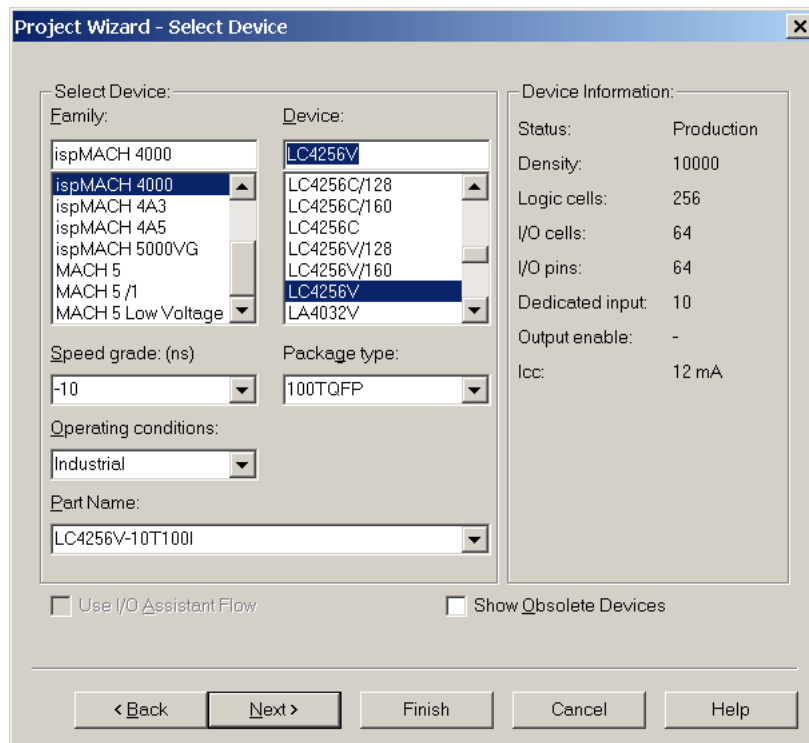 Project Wizard - Select Device
Select Device:
Family:
Device:
ispMACH 4000
LC4256V
ispMACH 4000
ispMACH 4A3
ispMACH 4A5
ispMACH 5000VG
MACH 5
MACH 5 /1
MACH 5 Low Voltage
LC4256C/128
LC4256C/160
LC4256C
LC4256V/128
LC4256V/160
LC4256V
LA4032V
Speed grade: (ns)
Package type:
-10
100TQFP
Operating conditions:
Industrial
Part Name:
LC4256V-10T100I
Device Information:
Status: Production
Density: 10000
Logic cells: 256
I/O cells: 64
I/O pins: 64
Dedicated input: 10
Output enable: -
Icc: 12 mA
Use I/O Assistant Flow
Show Obsolete Devices
< Back
Next >
Finish
Cancel
Help